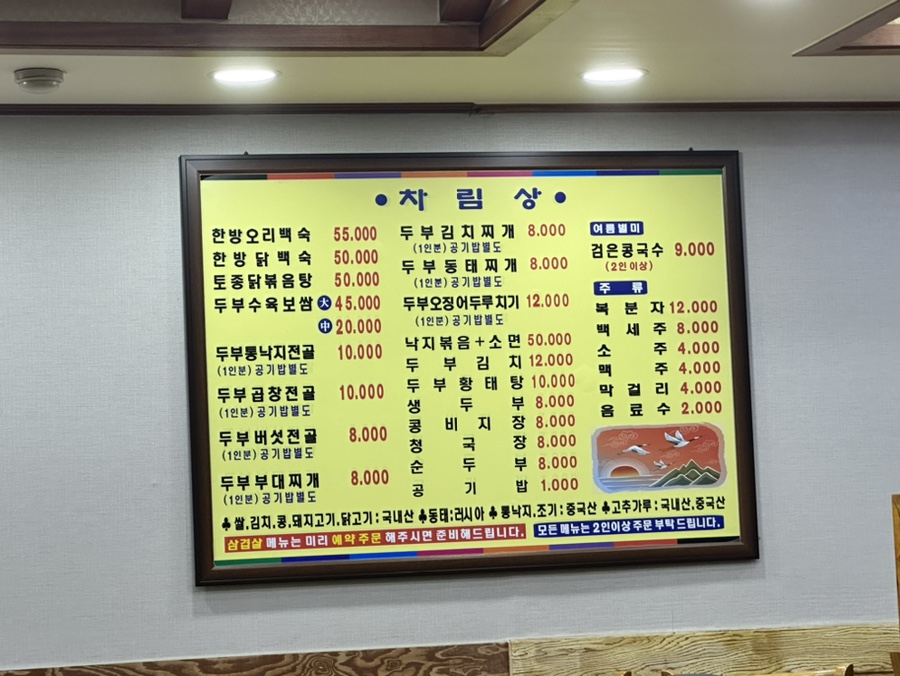 ● 차 림 상 ●
한방오리백숙 55.000
한방닭백숙 50.000
토종닭볶음탕 50.000
두부수육보쌈 大 45.000
中 20.000
두부통낙지전골 10.000
(1인분)공기밥별도
두부곱창전골 10.000
(1인분)공기밥별도
두부버섯전골 8.000
(1인분)공기밥별도
두부부대찌개 8.000
(1인분)공기밥별도
두부김치찌개 8.000
(1인분)공기밥별도
두부동태찌개 8.000
(1인분)공기밥별도
두부오징어두루치기 12.000
(1인분)공기밥별도
낙지볶음+소면 50.000
두부김치 12.000
두부황태탕 10.000
생두부 8.000
콩비지장 8.000
청국장 8.000
순두부 8.000
공기밥 1.000
여름별미
검은콩국수 9.000
(2인이상)
주 류
복분자 12.000
백세주 8.000
소주 4.000
맥주 4.000
막걸리 4.000
음료수 2.000
♣쌀,김치,콩,돼지고기,닭고기:국내산 ♣동태:러시아 ♣통낙지.조기:중국산 ♣고추가루:국내산,중국산
삼겹살 메뉴는 미리 예약 주문 해주시면 준비해드립니다.
모든 메뉴는 2인이상 주문 부탁드립니다.